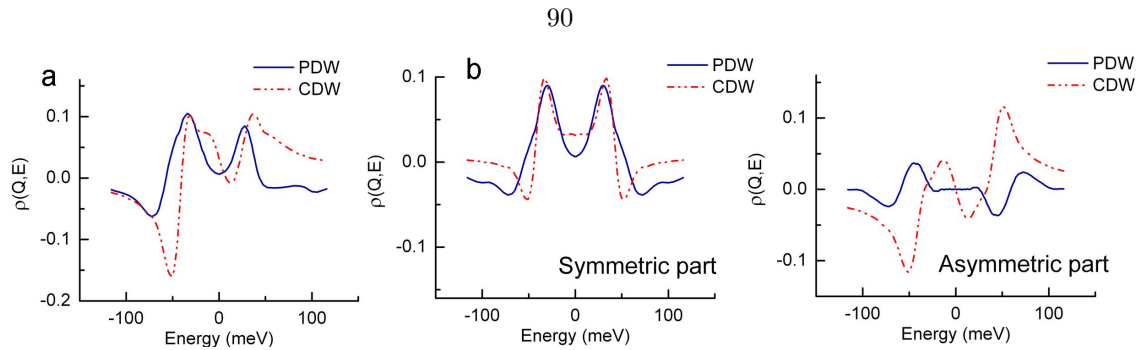 90
a
PDW
CDW
0.1
0.0
-0.1
-0.2
ρ(Q,E)
-100
0
100
Energy (meV)
b
PDW
CDW
0.1
0.0
-0.1
ρ(Q,E)
Symmetric part
-100
0
100
Energy (meV)
PDW
CDW
0.1
0.0
-0.1
ρ(Q,E)
Asymmetric part
-100
0
100
Energy (meV)